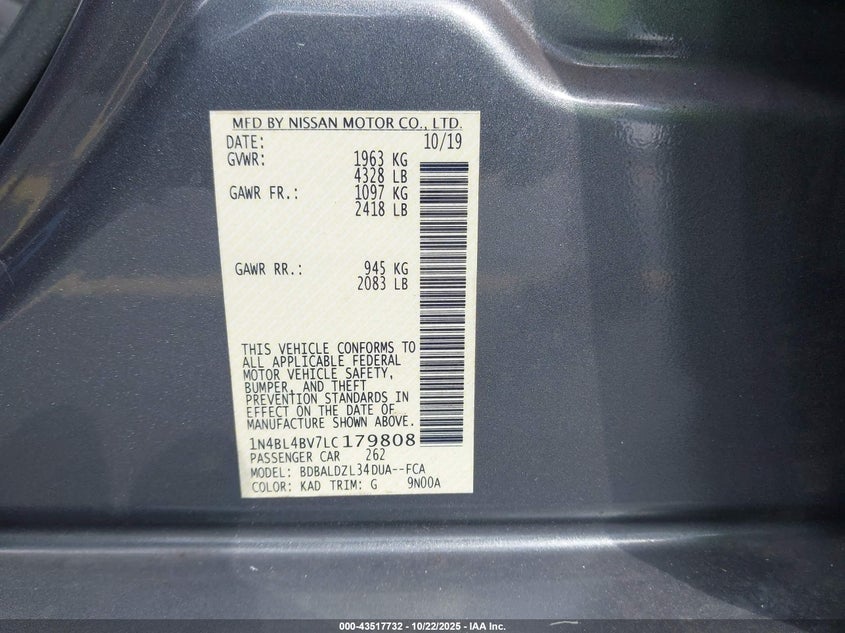 MFD BY NISSAN MOTOR CO., LTD.
DATE: 10/19
GVWR: 1963 KG
4328 LB
GAWR FR.: 1097 KG
2418 LB
GAWR RR.: 945 KG
2083 LB
THIS VEHICLE CONFORMS TO
ALL APPLICABLE FEDERAL
MOTOR VEHICLE SAFETY,
BUMPER, AND THEFT
PREVENTION STANDARDS IN
EFFECT ON THE DATE OF
MANUFACTURE SHOWN ABOVE.
1N4BL4BV7LC179808
PASSENGER CAR 262
MODEL: BDBALDZL34DUA--FCA
COLOR: KAD TRIM: G 9N00A
000-43517732 - 10/22/2025 - IAA Inc.